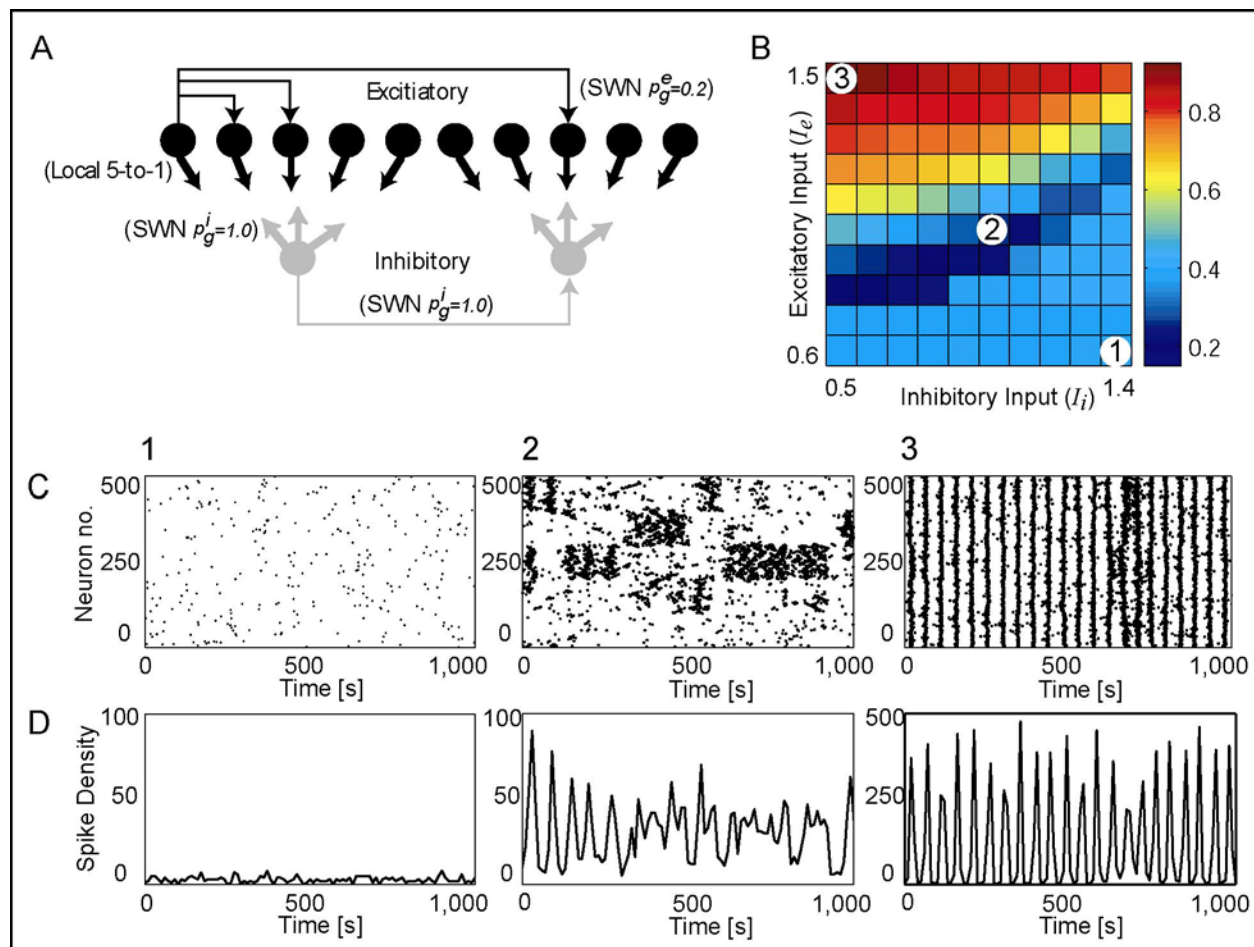 A
Excitiatory
(SWN p_g^e=0.2)
(Local 5-to-1)
(SWN p_g^i=1.0)
Inhibitory
(SWN p_g^i=1.0)
B
1.5
3
Excitatory Input (I_e)
2
0.6
1
0.5
1.4
Inhibitory Input (I_i)
0.8
0.6
0.4
0.2
1
2
3
C
Neuron no.
500
250
0
0
500
1,000
Time [s]
500
250
0
0
500
1,000
Time [s]
500
250
0
0
500
1,000
Time [s]
D
Spike Density
100
50
0
0
500
1,000
Time [s]
100
50
0
0
500
1,000
Time [s]
500
250
0
0
500
1,000
Time [s]